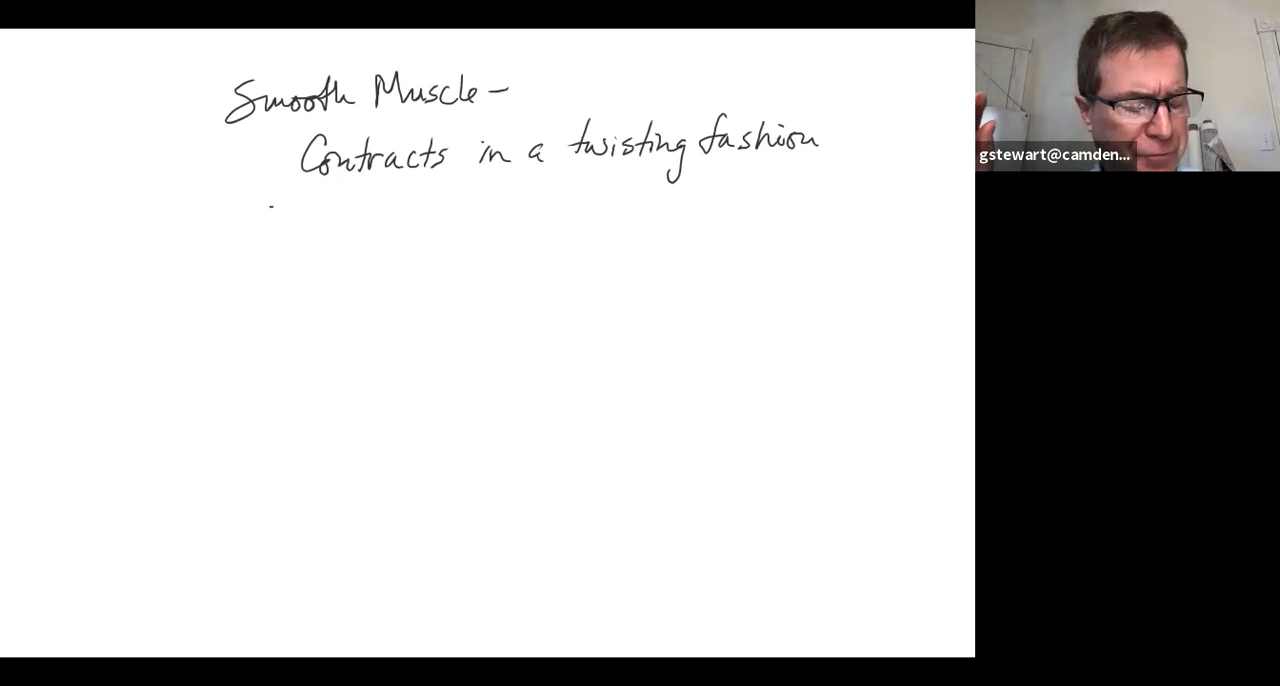 Smooth Muscle -
Contracts in a twisting fashion
gstewart@camden...